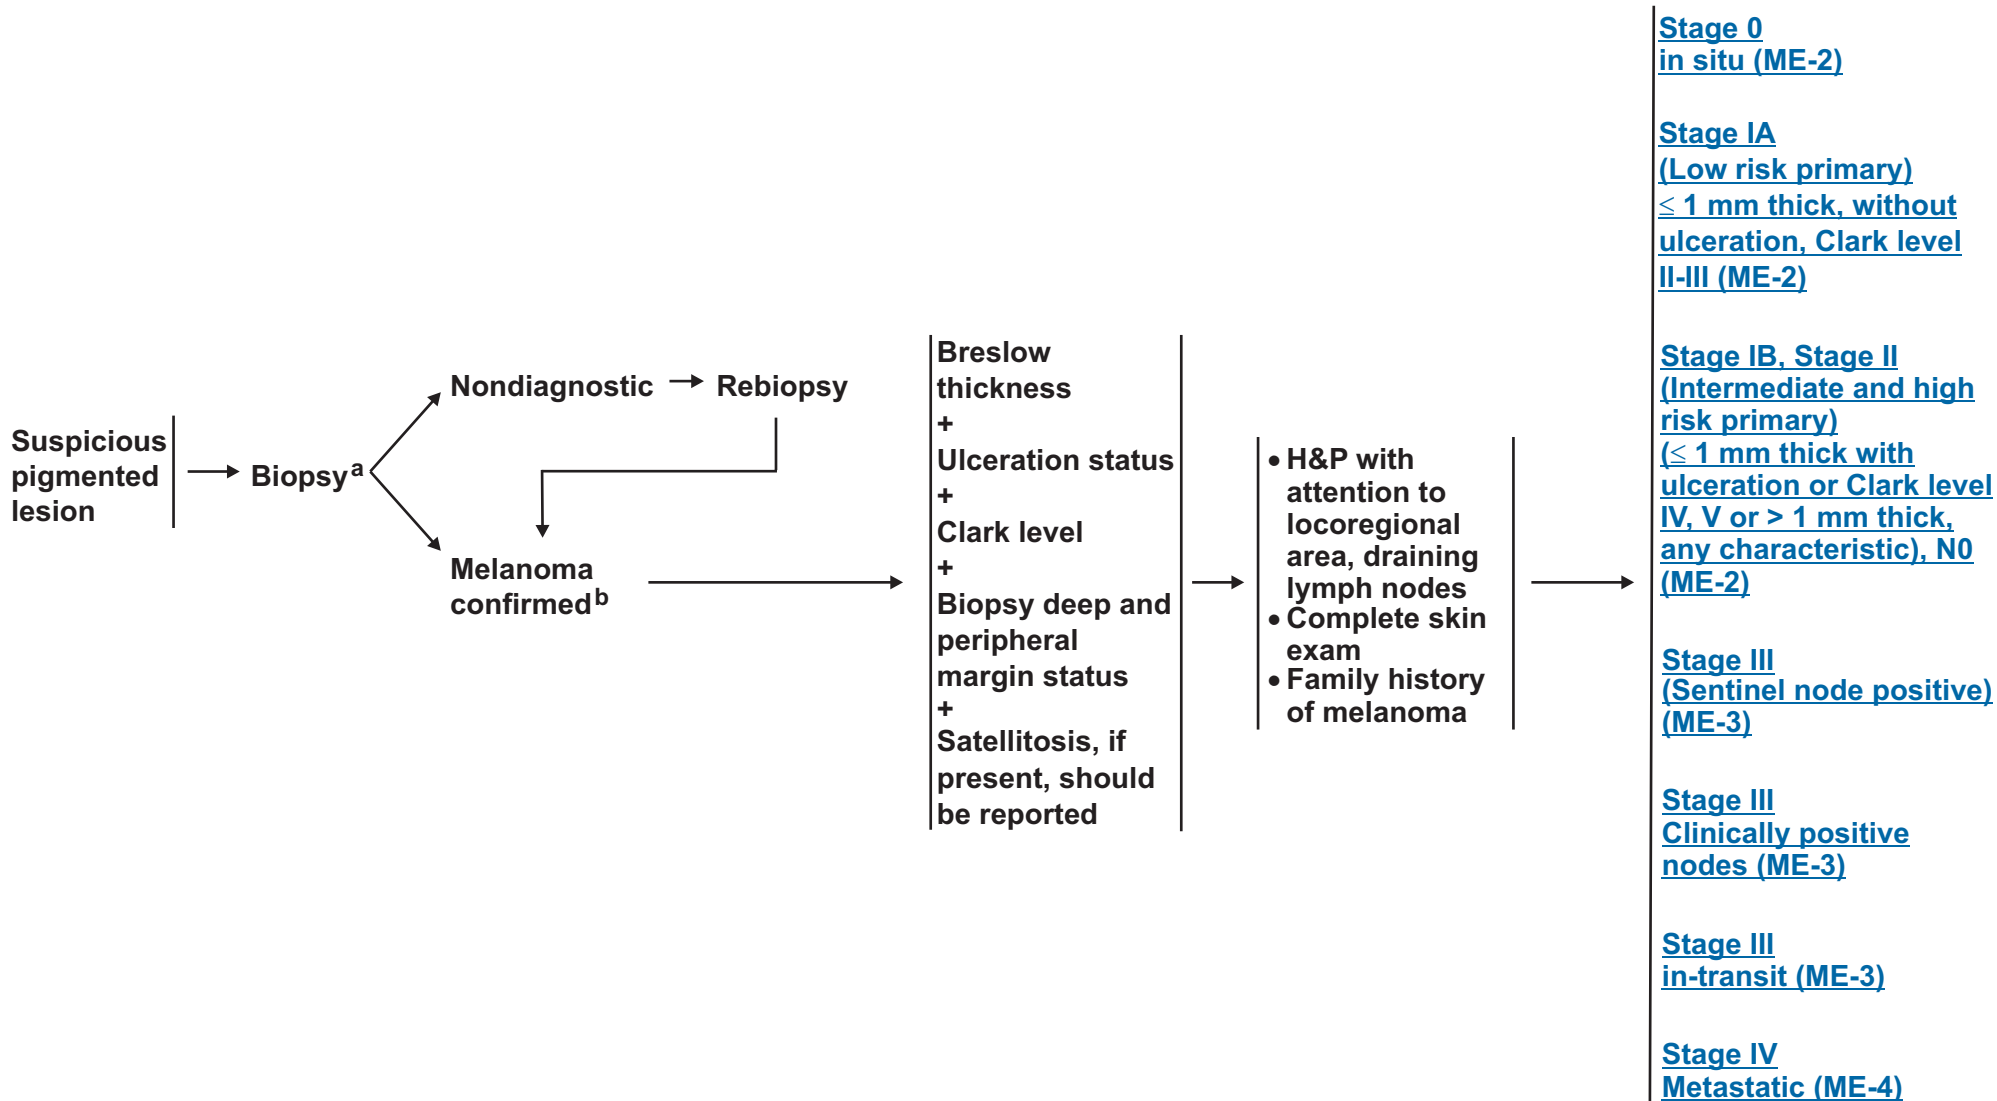 Suspicious
pigmented
lesion
Biopsy a
Nondiagnostic
Rebiopsy
Melanoma
confirmed b
Breslow
thickness
+
Ulceration status
+
Clark level
+
Biopsy deep and
peripheral
margin status
+
Satellitosis, if
present, should
be reported
• H&P with
attention to
locoregional
area, draining
lymph nodes
• Complete skin
exam
• Family history
of melanoma
Stage 0
in situ (ME-2)
Stage IA
(Low risk primary)
≤ 1 mm thick, without
ulceration, Clark level
II-III (ME-2)
Stage IB, Stage II
(Intermediate and high
risk primary)
(≤ 1 mm thick with
ulceration or Clark level
IV, V or > 1 mm thick,
any characteristic), N0
(ME-2)
Stage III
(Sentinel node positive)
(ME-3)
Stage III
Clinically positive
nodes (ME-3)
Stage III
in-transit (ME-3)
Stage IV
Metastatic (ME-4)